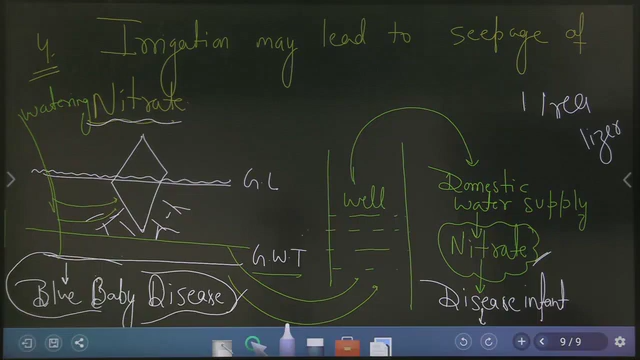 4. Irrigation may lead to seepage of
Nitrate
watering
Urea
lizer
G.L
well
Domestic
water supply
G.W.T
Nitrate
Blue Baby Disease
Disease infant
9/9